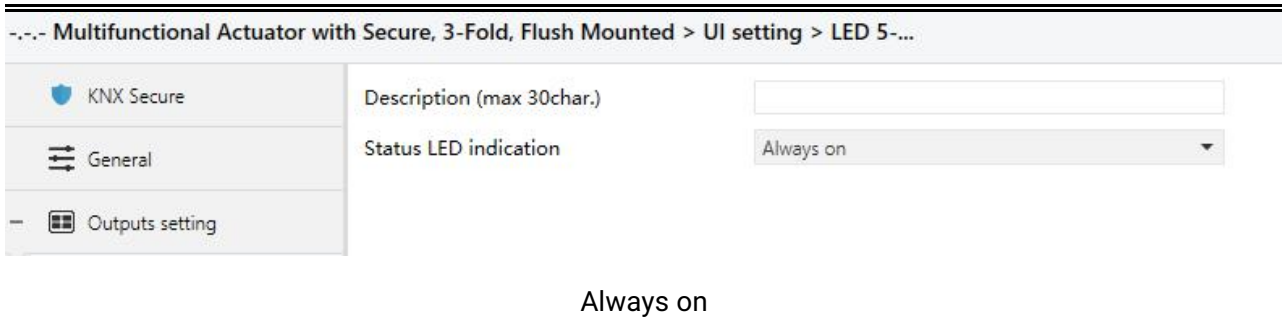 -.-.- Multifunctional Actuator with Secure, 3-Fold, Flush Mounted > UI setting > LED 5-...
KNX Secure
Description (max 30char.)
General
Status LED indication
Always on
Outputs setting
Always on